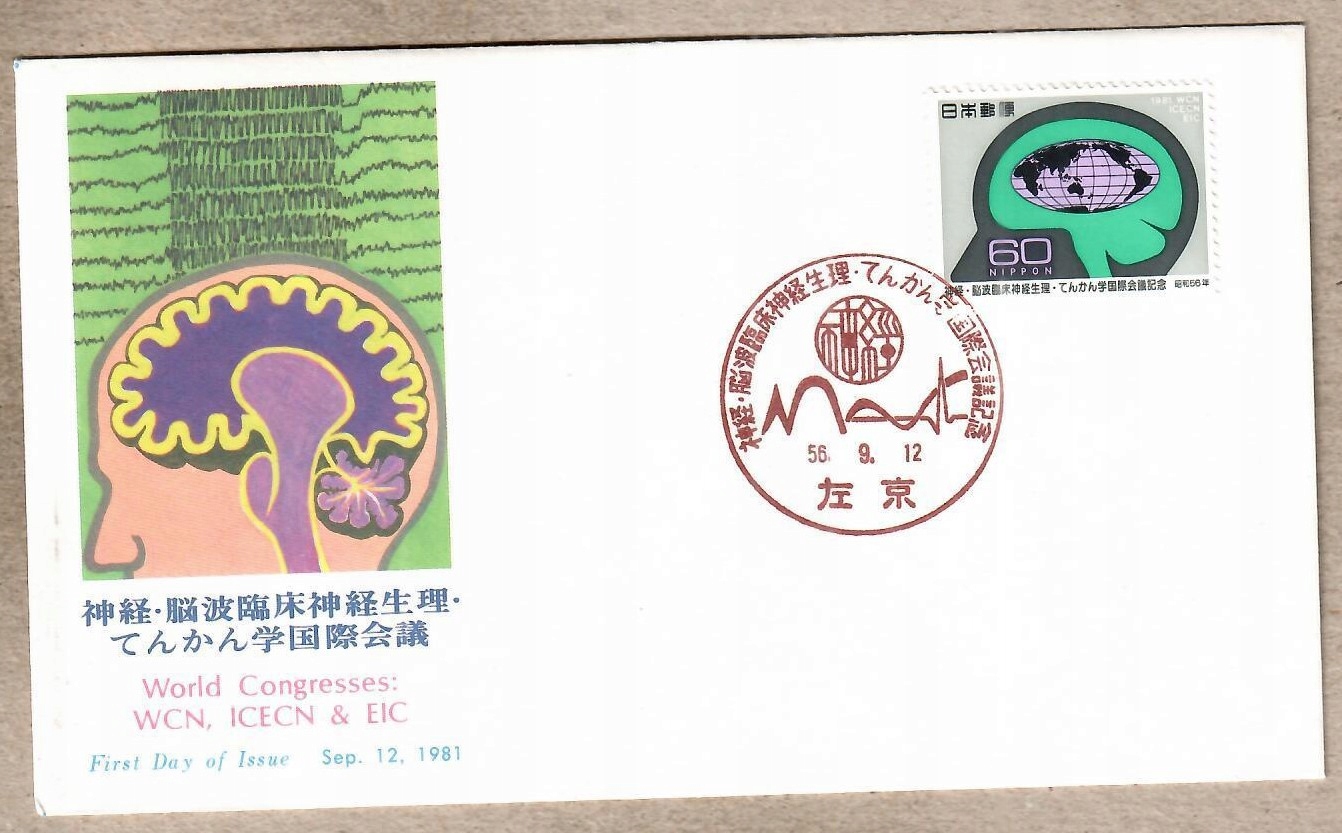 日本郵便
1981. WCN
ICECN
EIC
60
NIPPON
神経・脳波臨床神経生理・てんかん学国際会議記念 昭和56年
神経・脳波臨床神経生理・てんかん学国際会議記念
神経
56. 9. 12
左京
神経・脳波臨床神経生理・
てんかん学国際会議
World Congresses:
WCN, ICECN & EIC
First Day of Issue Sep. 12, 1981